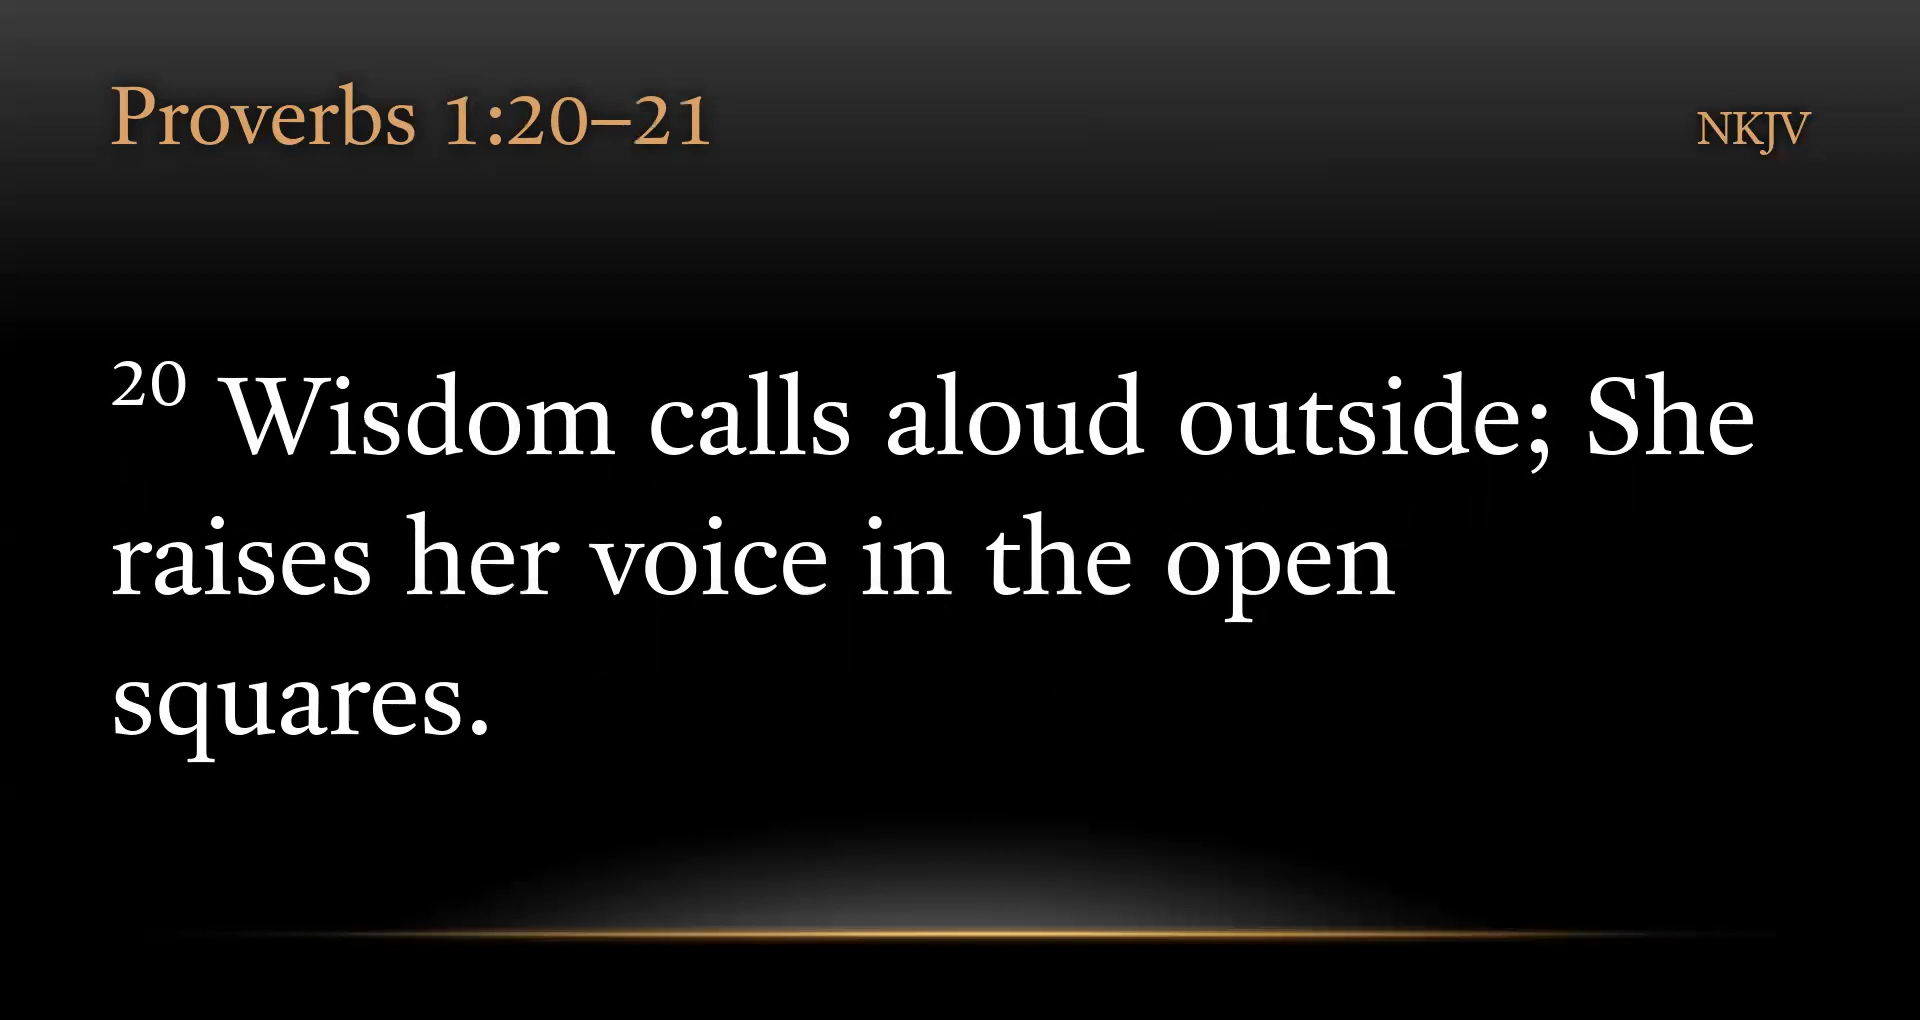 Proverbs 1:20–21
NKJV
20 Wisdom calls aloud outside; She
raises her voice in the open
squares.